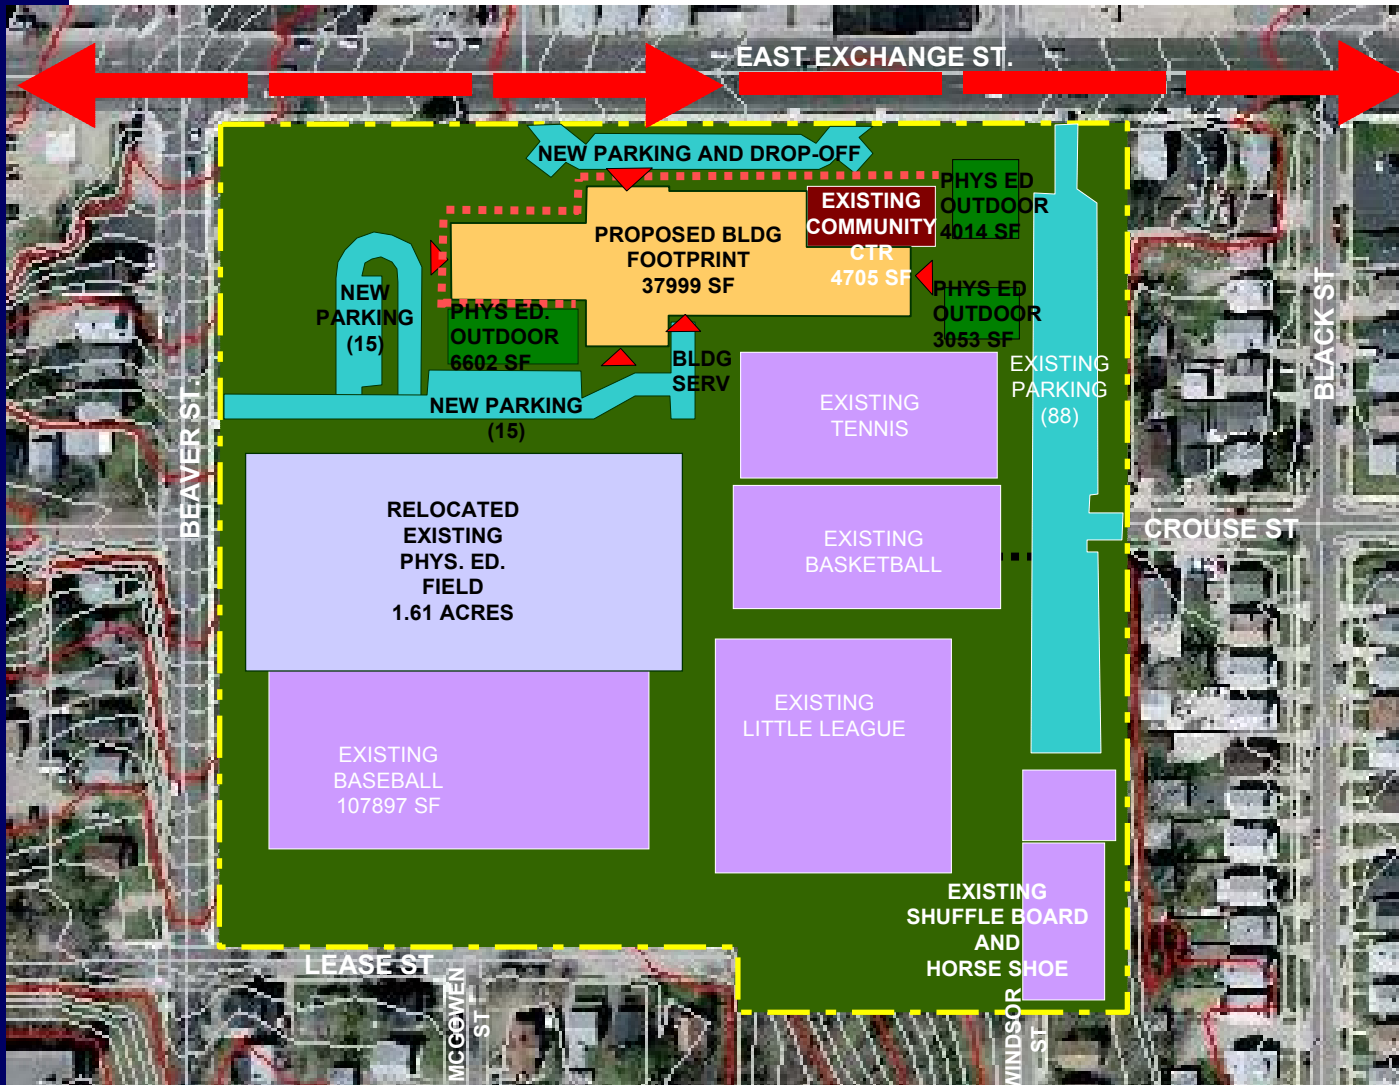 EAST EXCHANGE ST.
NEW PARKING AND DROP-OFF
PHYS ED
OUTDOOR
4014 SF
EXISTING
COMMUNITY
CTR
4705 SF
PROPOSED BLDG
FOOTPRINT
37999 SF
NEW
PARKING
(15)
PHYS ED.
OUTDOOR
6602 SF
PHYS ED
OUTDOOR
3053 SF
BLDG
SERV
EXISTING
PARKING
(88)
NEW PARKING
(15)
EXISTING
TENNIS
BEAVER ST.
BLACK ST
RELOCATED
EXISTING
PHYS. ED.
FIELD
1.61 ACRES
EXISTING
BASKETBALL
CROUSE ST
EXISTING
LITTLE LEAGUE
EXISTING
BASEBALL
107897 SF
EXISTING
SHUFFLE BOARD
AND
HORSE SHOE
LEASE ST
MCGOWEN
ST
WINDSOR
ST